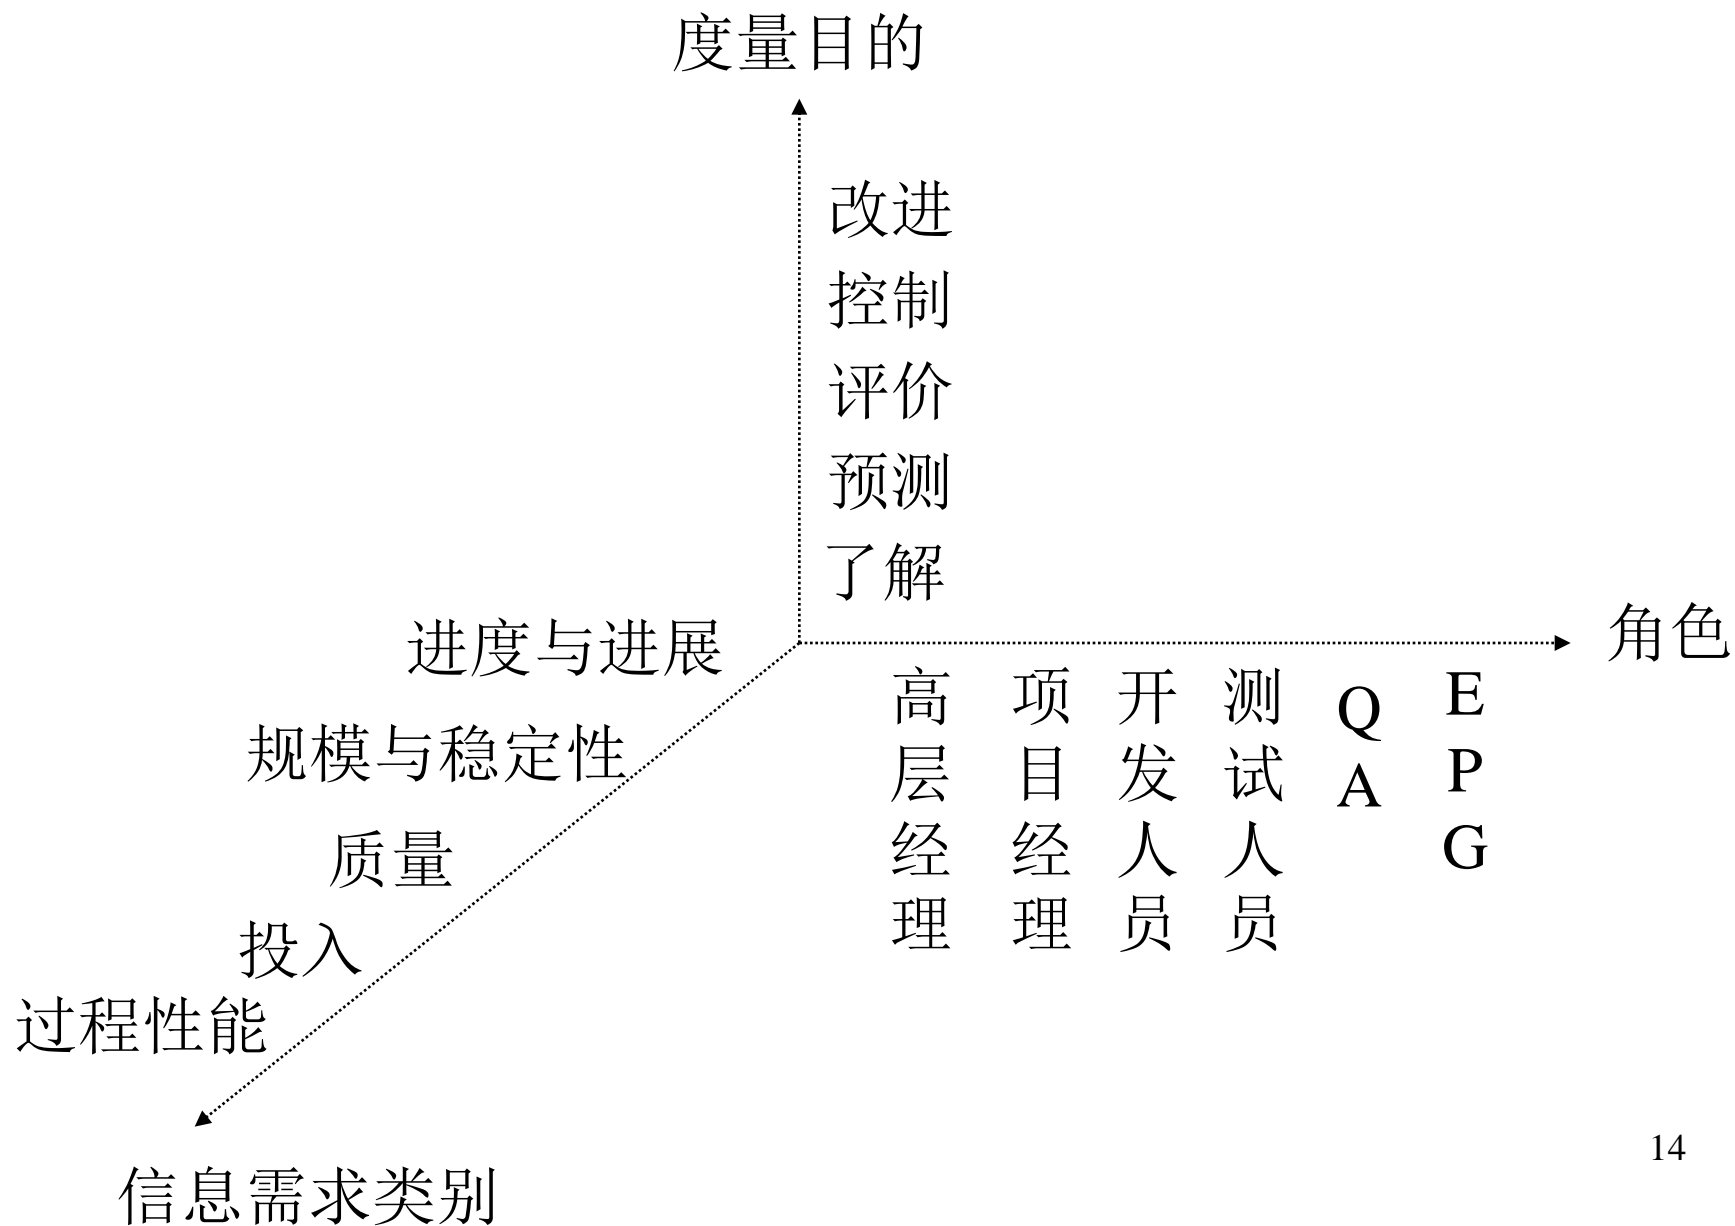 度量目的
改进
控制
评价
预测
了解
角色
进度与进展
规模与稳定性
质量
投入
过程性能
信息需求类别
高层经理
项目经理
开发人员
测试人员
QA
EPG
14